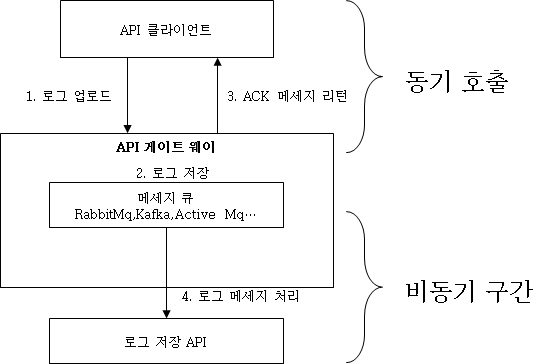 API 클라이언트
동기 호출
1. 로그 업로드
3. ACK 메세지 리턴
API 게이트 웨이
2. 로그 저장
메세지 큐
RabbitMq,Kafka,Active Mq…
비동기 구간
4. 로그 메세지 처리
로그 저장 API